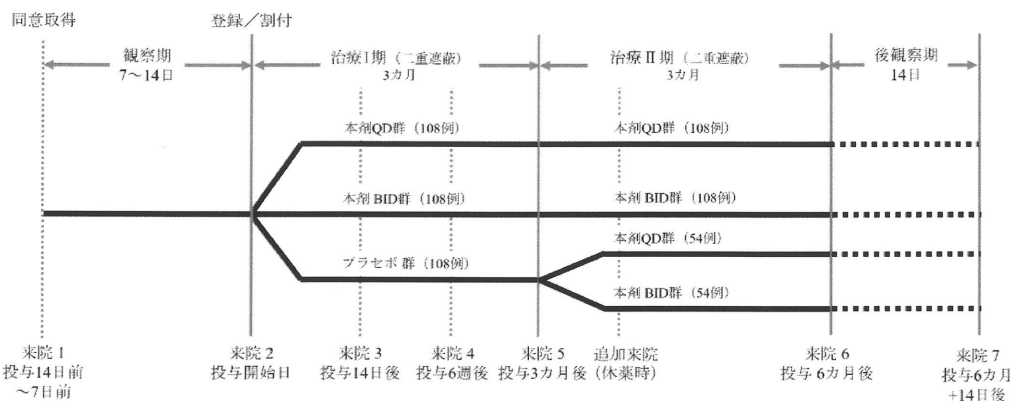 同意取得
登録／割付
観察期
7〜14日
治療I期（二重遮蔽）
3カ月
治療Ⅱ期（二重遮蔽）
3カ月
後観察期
14日
本剤QD群（108例）
本剤QD群（108例）
本剤 BID群（108例）
本剤 BID群（108例）
プラセボ 群（108例）
本剤QD群（54例）
本剤 BID群（54例）
来院 1
投与14日前
〜7日前
来院 2
投与開始日
来院 3
投与14日後
来院 4
投与6週後
来院 5
投与3カ月後
追加来院
（休薬時）
来院 6
投与 6カ月後
来院 7
投与6カ月
+14日後